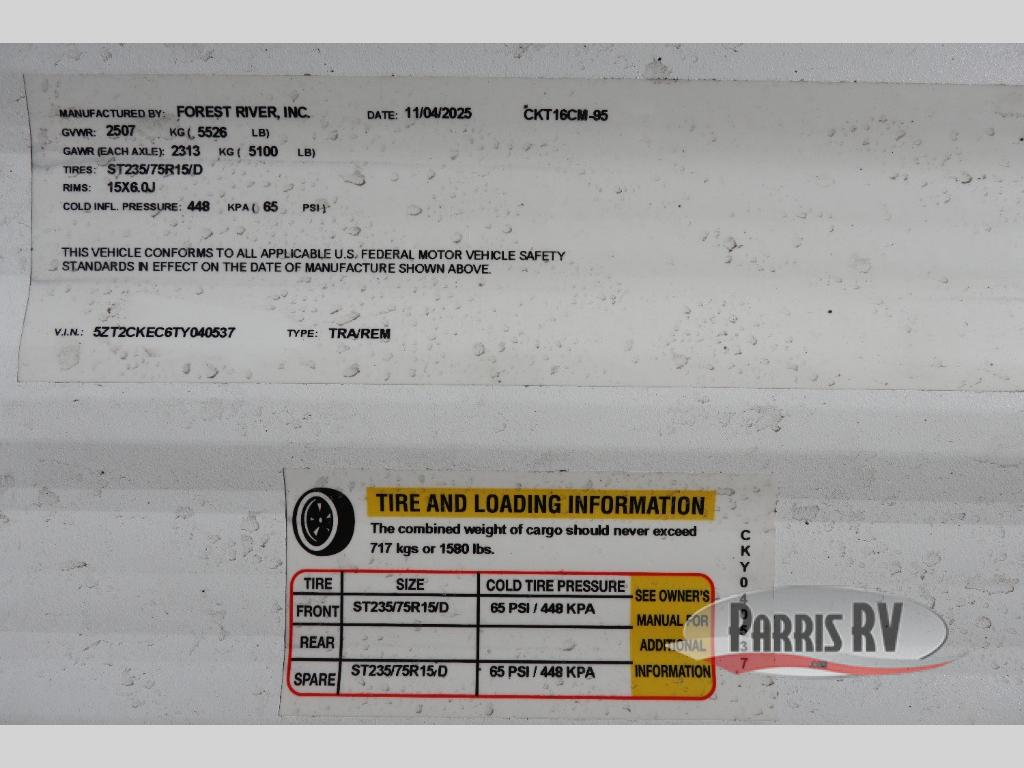 MANUFACTURED BY: FOREST RIVER, INC. DATE: 11/04/2025 CKT16CM-95
GVWR: 2507 KG ( 5526 LB)
GAWR (EACH AXLE): 2313 KG ( 5100 LB)
TIRES: ST235/75R15/D
RIMS: 15X6.0J
COLD INFL. PRESSURE: 448 KPA ( 65 PSI )
THIS VEHICLE CONFORMS TO ALL APPLICABLE U.S. FEDERAL MOTOR VEHICLE SAFETY
STANDARDS IN EFFECT ON THE DATE OF MANUFACTURE SHOWN ABOVE.
V.I.N.: 5ZT2CKEC6TY040537 TYPE: TRA/REM
TIRE AND LOADING INFORMATION
The combined weight of cargo should never exceed
717 kgs or 1580 lbs.
TIRE SIZE COLD TIRE PRESSURE
FRONT ST235/75R15/D 65 PSI / 448 KPA
REAR
SPARE ST235/75R15/D 65 PSI / 448 KPA
SEE OWNER'S
MANUAL FOR
ADDITIONAL
INFORMATION
CKY040537
PARRIS RV